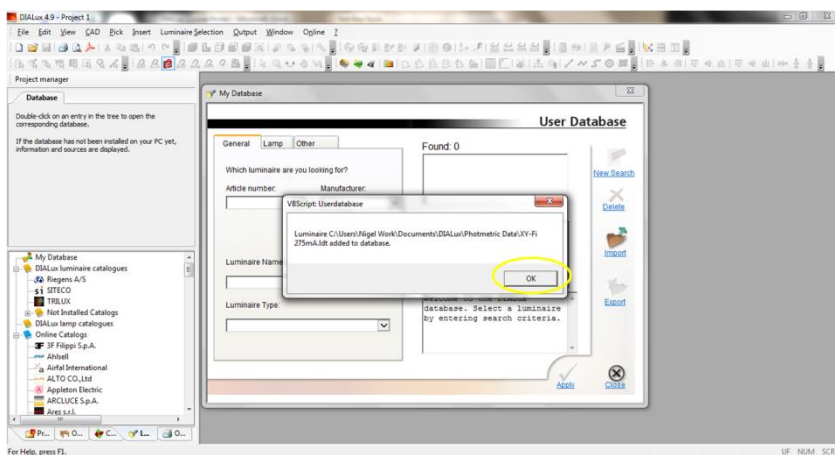 DIALux 4.9 - Project 1
File Edit View CAD Pick Insert Luminaire Selection Output Window Online ?
Project manager
Database
Double-click on an entry in the tree to open the
corresponding database.
If the database has not been installed on your PC yet,
information and sources are displayed.
My Database
DIALux luminaire catalogues
Riegens A/S
SITECO
TRILUX
Not Installed Catalogs
DIALux lamp catalogues
Online Catalogs
3F Filippi S.p.A.
Ahlsell
Airfal International
ALTO CO.,Ltd
Appleton Electric
ARCLUCE S.p.A.
Ares s.r.l.
Pr... O... C... L... O...
For Help, press F1.
My Database
User Database
General Lamp Other
Which luminaire are you looking for?
Article number: Manufacturer:
Luminaire Name
Luminaire Type:
Found: 0
database. Select a luminaire
by entering search criteria.
New Search
Delete
Import
Export
Apply
Close
VBScript: Userdatabase
Luminaire C:\Users\Nigel Work\Documents\DIALux\Photmetric Data\XY-Fi
275mA.ldt added to database.
OK
UF NUM SCR